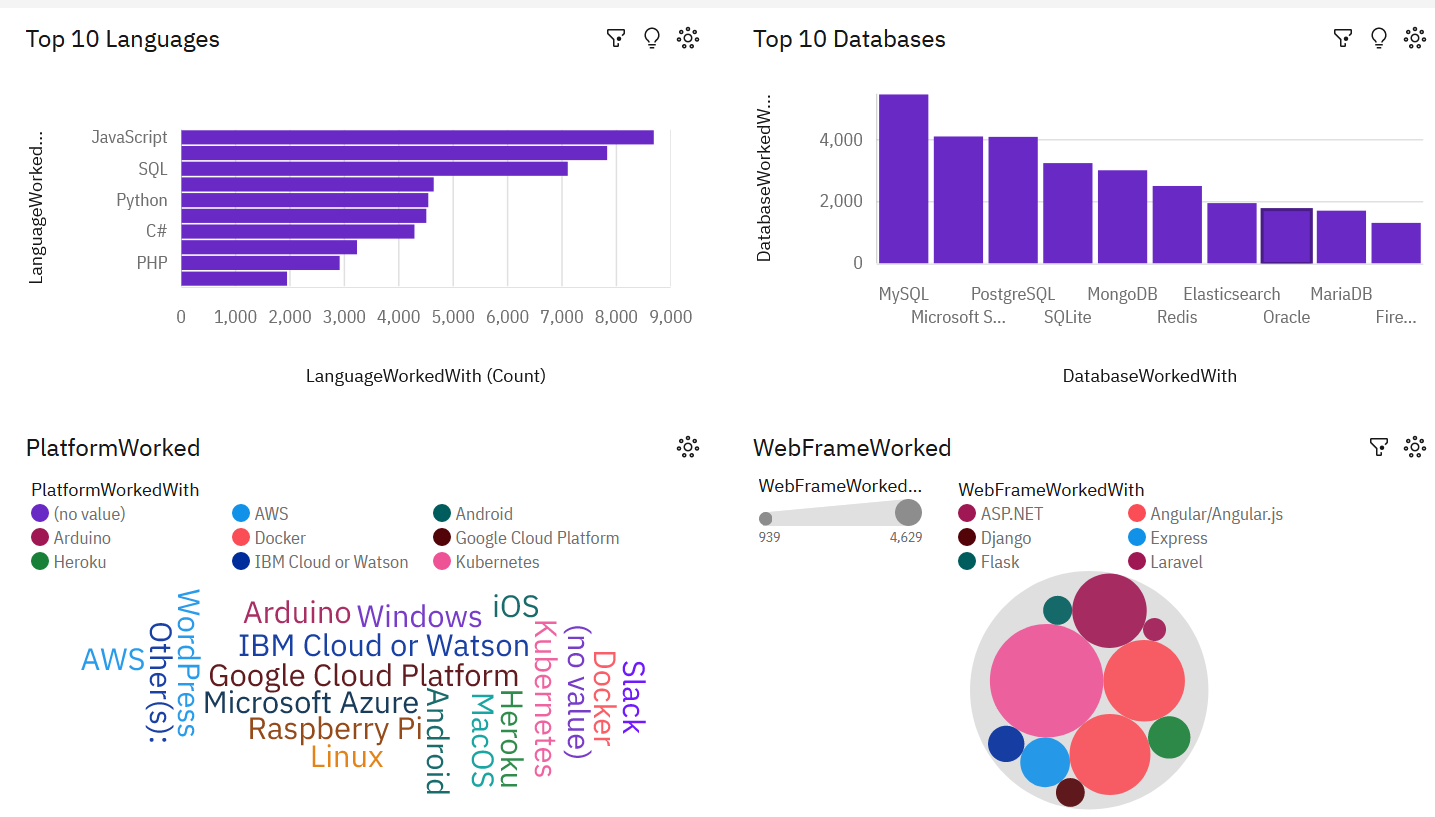 Top 10 Languages
LanguageWorked...
JavaScript
SQL
Python
C#
PHP
0 1,000 2,000 3,000 4,000 5,000 6,000 7,000 8,000 9,000
LanguageWorkedWith (Count)
Top 10 Databases
DatabaseWorkedW...
4,000
2,000
0
MySQL PostgreSQL MongoDB Elasticsearch MariaDB
Microsoft S... SQLite Redis Oracle Fire...
DatabaseWorkedWith
PlatformWorked
PlatformWorkedWith
(no value) AWS Android
Arduino Docker Google Cloud Platform
Heroku IBM Cloud or Watson Kubernetes
AWS
Other(s):
WordPress
Arduino
Windows
iOS
IBM Cloud or Watson
Google Cloud Platform
Microsoft Azure
Raspberry Pi
Linux
Android
MacOS
Heroku
Kubernetes
(no value)
Docker
Slack
WebFrameWorked
WebFrameWorked...
939 4,629
WebFrameWorkedWith
ASP.NET Angular/Angular.js
Django Express
Flask Laravel